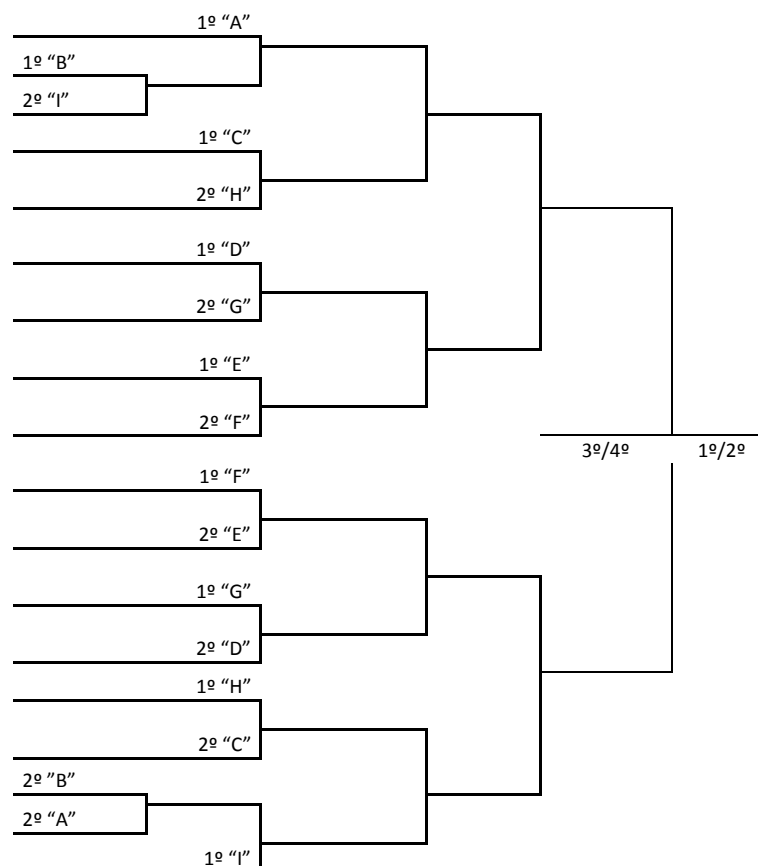 1º “A”
1º “B”
2º “I”
1º “C”
2º “H”
1º “D”
2º “G”
1º “E”
2º “F”
3º/4º
1º/2º
1º “F”
2º “E”
1º “G”
2º “D”
1º “H”
2º “C”
2º ”B”
2º “A”
1º “I”